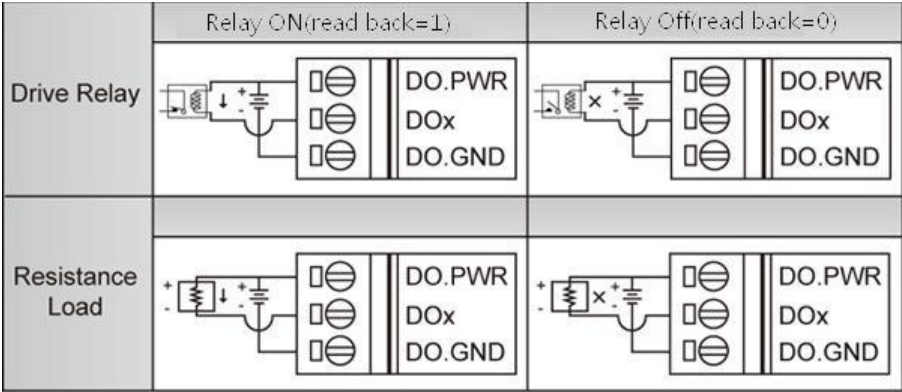 Relay ON(read back=1)
Relay Off(read back=0)
Drive Relay
+
-
DO.PWR
DOx
DO.GND
×
+
-
DO.PWR
DOx
DO.GND
Resistance
Load
+
-
+
-
DO.PWR
DOx
DO.GND
+
-
×
+
-
DO.PWR
DOx
DO.GND